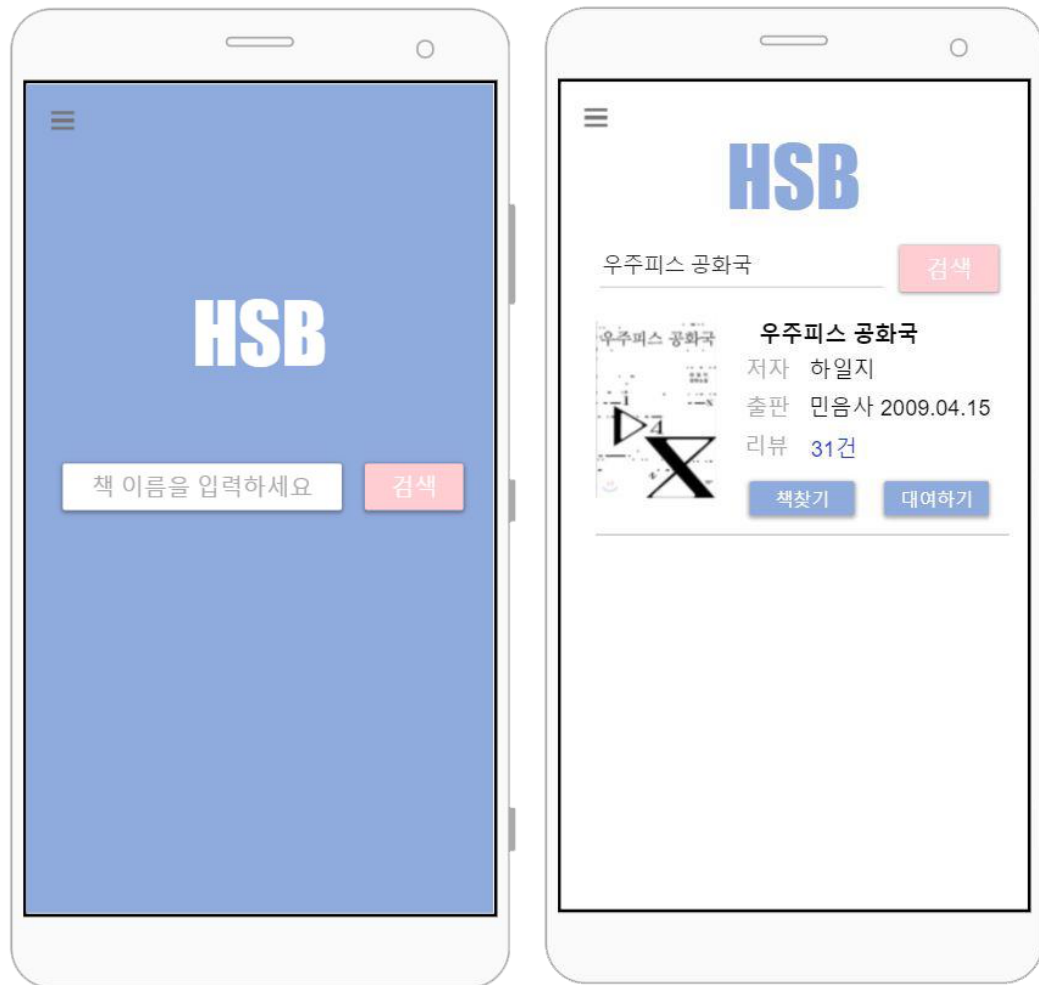 HSB
책 이름을 입력하세요
검색
HSB
우주피스 공화국
검색
우주피스 공화국
우주피스 공화국
저자 하일지
출판 민음사 2009.04.15
리뷰 31건
책찾기
대여하기